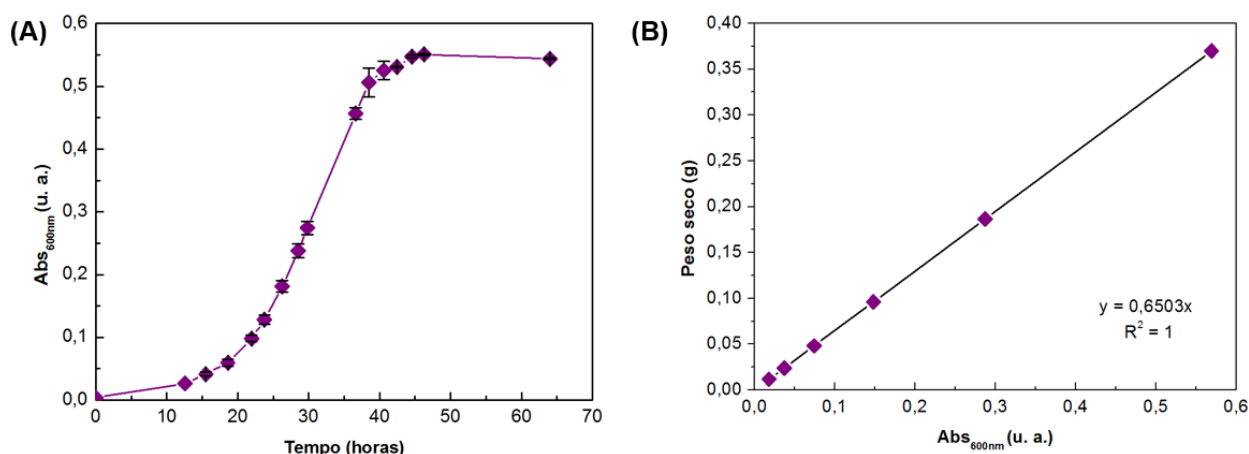 (A)
0,6
0,5
0,4
0,3
0,2
0,1
0,0
Abs600nm (u. a.)
0 10 20 30 40 50 60 70
Tempo (horas)
(B)
0,40
0,35
0,30
0,25
0,20
0,15
0,10
0,05
0,00
Peso seco (g)
y = 0,6503x
R² = 1
0,0 0,1 0,2 0,3 0,4 0,5 0,6
Abs600nm (u. a.)